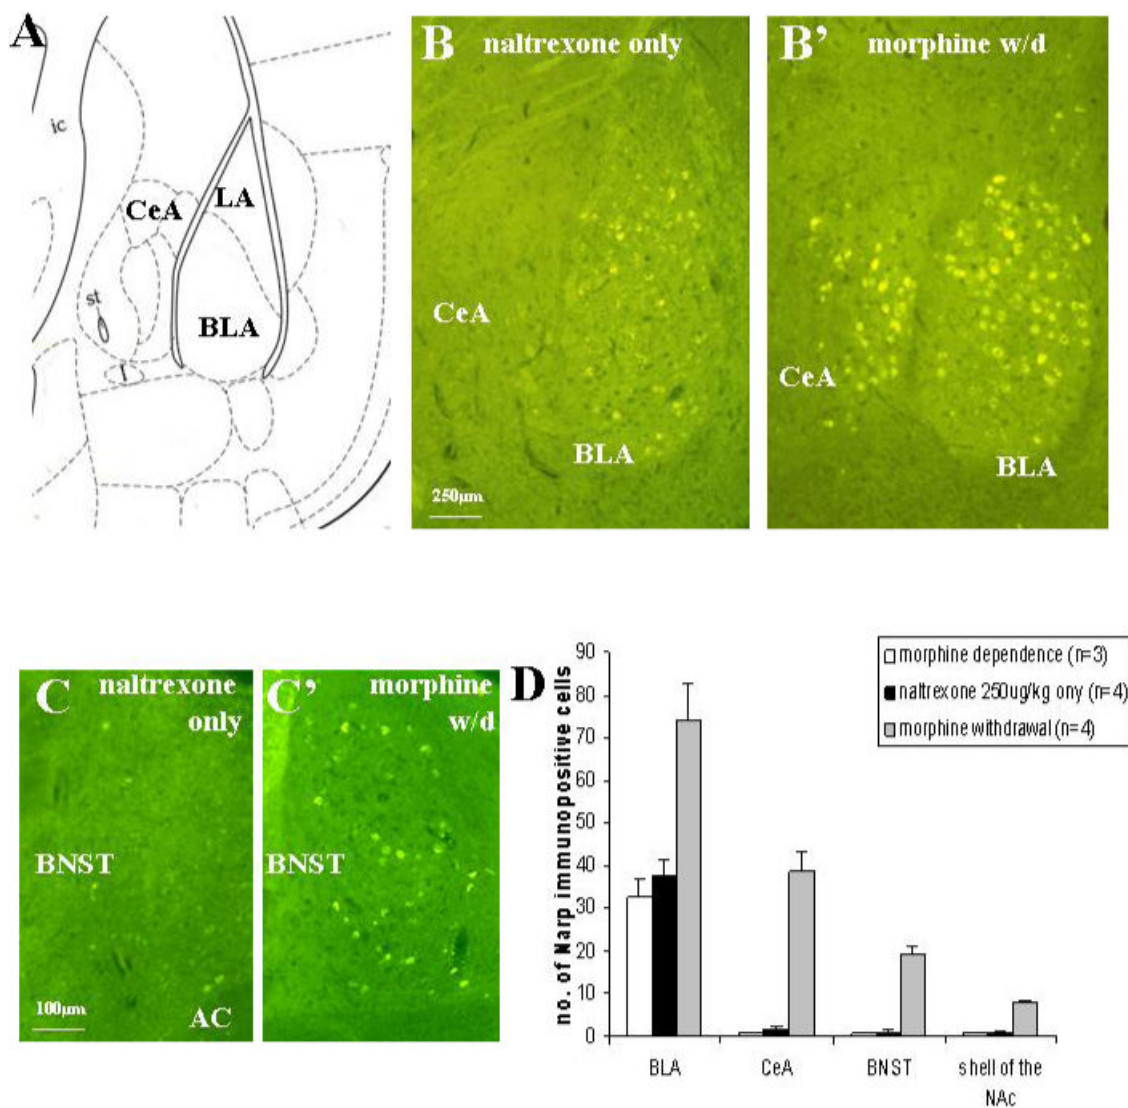 A
ic
CeA
LA
st
BLA
I
B
naltrexone only
CeA
BLA
250µm
B’
morphine w/d
CeA
BLA
C
naltrexone
only
BNST
100µm
AC
C’
morphine
w/d
BNST
D
no. of Narp immunopositive cells
90
80
70
60
50
40
30
20
10
0
BLA
CeA
BNST
shell of the
NAc
morphine dependence (n=3)
naltrexone 250ug/kg ony (n=4)
morphine withdrawal (n=4)